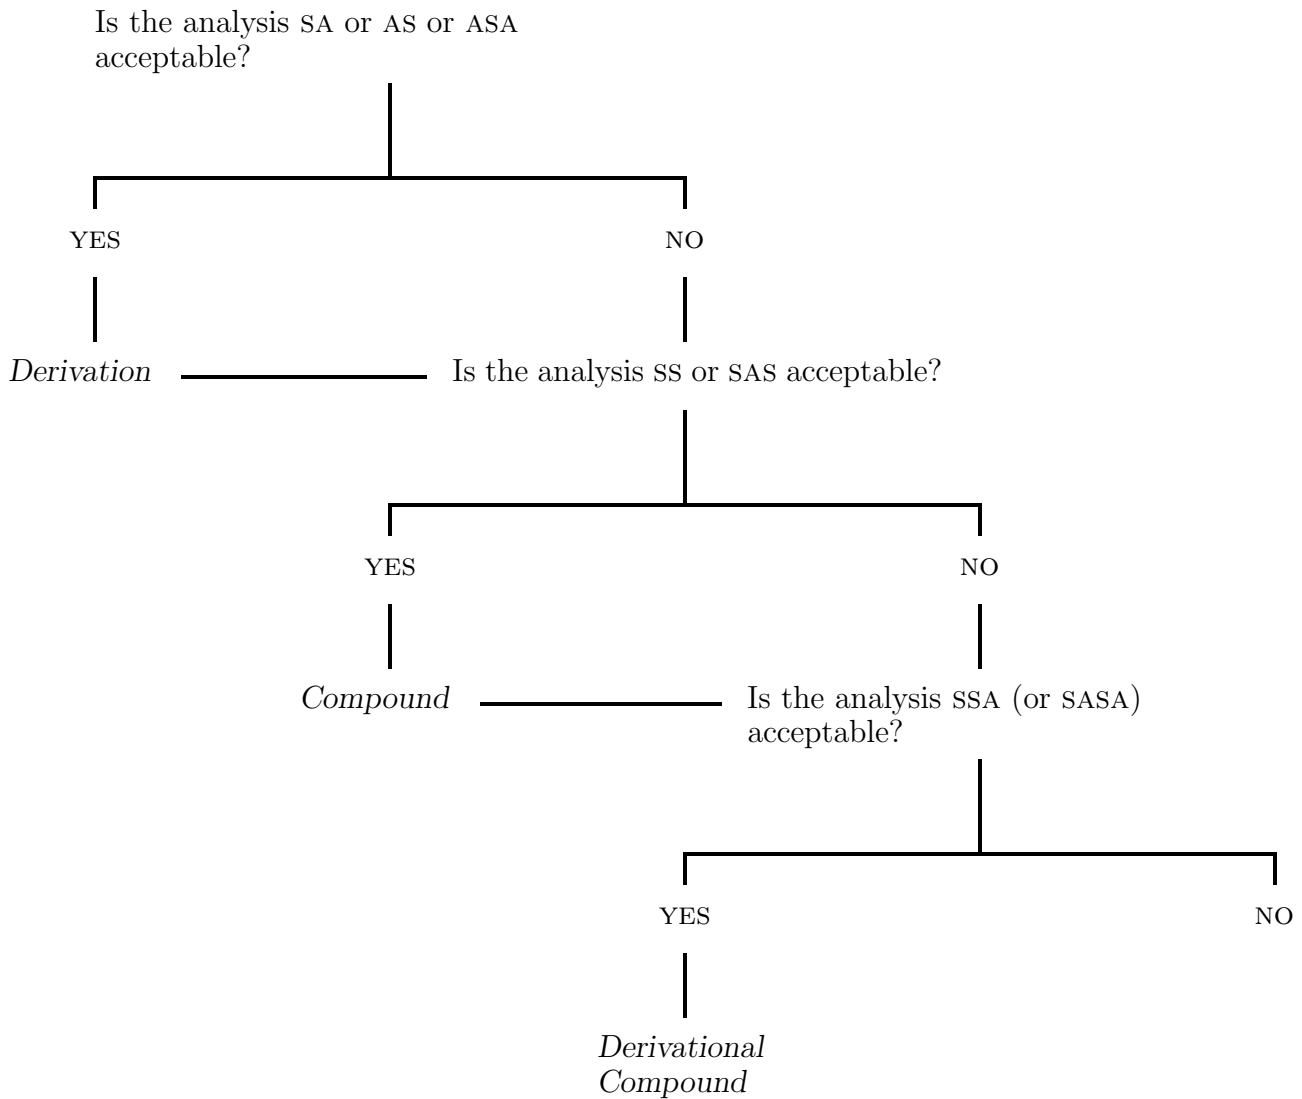 Is the analysis SA or AS or ASA
acceptable?
YES
NO
Derivation
Is the analysis SS or SAS acceptable?
YES
NO
Compound
Is the analysis SSA (or SASA)
acceptable?
YES
NO
Derivational
Compound